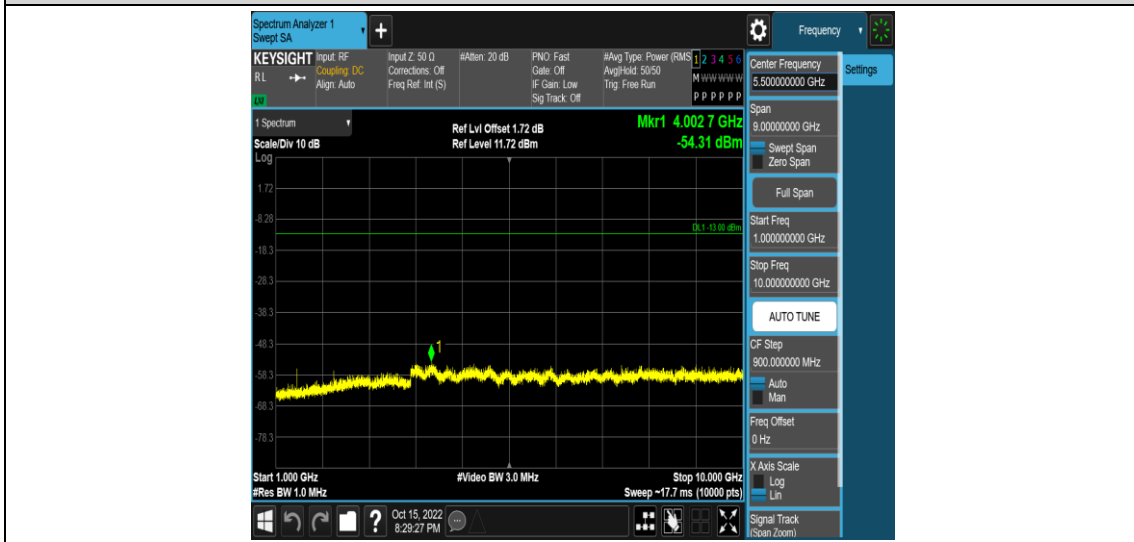 Spectrum Analyzer 1
Swept SA
+
Frequency
KEYSIGHT
RL
LXI
Input: RF
Coupling: DC
Align: Auto
Input Z: 50 Ω
Corrections: Off
Freq Ref: Int (S)
#Atten: 20 dB
PNO: Fast
Gate: Off
IF Gain: Low
Sig Track: Off
#Avg Type: Power (RMS
Avg|Hold: 50/50
Trig: Free Run
1 2 3 4 5 6
M W W W W W
P P P P P P
1 Spectrum
Scale/Div 10 dB
Log
Ref Lvl Offset 1.72 dB
Ref Level 11.72 dBm
Mkr1 4.002 7 GHz
-54.31 dBm
1.72
-8.28
DL1 -13.00 dBm
-18.3
-28.3
-38.3
-48.3
1
-58.3
-68.3
-78.3
Start 1.000 GHz
#Video BW 3.0 MHz
Stop 10.000 GHz
#Res BW 1.0 MHz
Sweep ~17.7 ms (10000 pts)
?
Oct 15, 2022
8:29:27 PM
Center Frequency
5.50000000 GHz
Settings
Span
9.00000000 GHz
Swept Span
Zero Span
Full Span
Start Freq
1.000000000 GHz
Stop Freq
10.000000000 GHz
AUTO TUNE
CF Step
900.000000 MHz
Auto
Man
Freq Offset
0 Hz
X Axis Scale
Log
Lin
Signal Track
(Span Zoom)